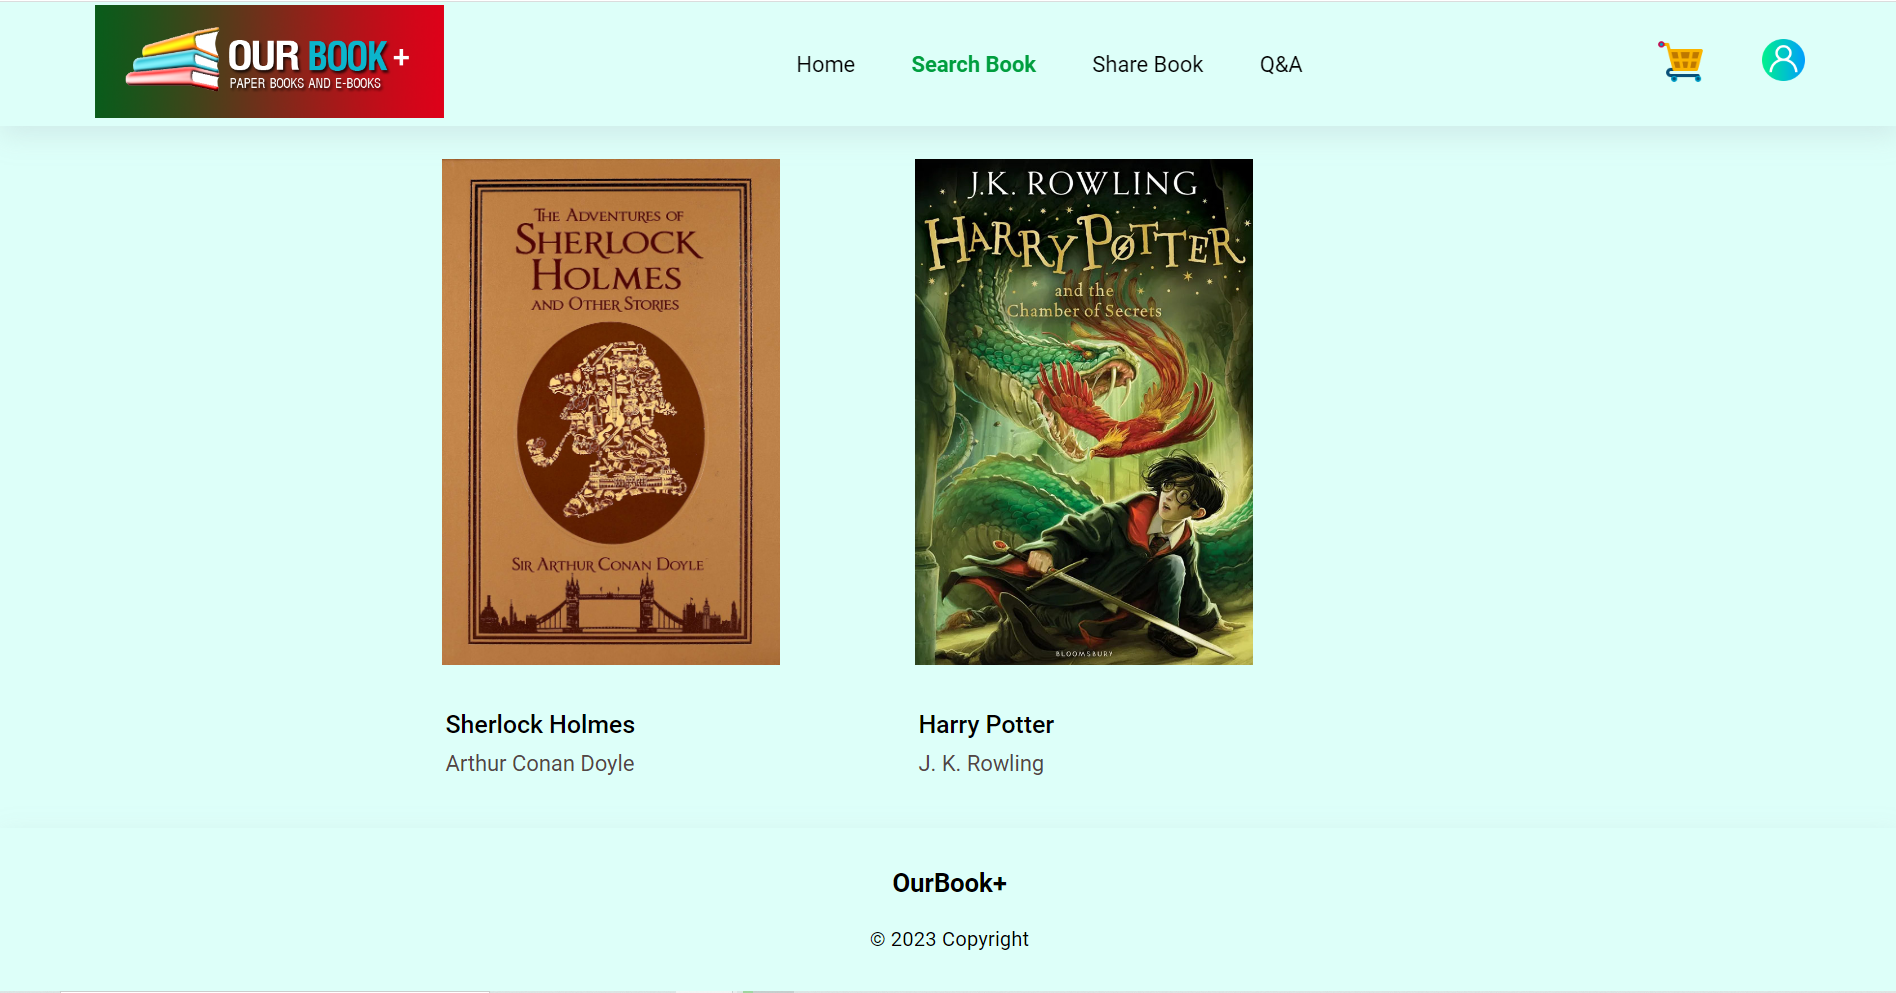 OUR BOOK +
PAPER BOOKS AND E-BOOKS
Home
Search Book
Share Book
Q&A
THE ADVENTURES OF
SHERLOCK
HOLMES
AND OTHER STORIES
SIR ARTHUR CONAN DOYLE
J.K. ROWLING
HARRY POTTER
and the
Chamber of Secrets
BLOOMSBURY
Sherlock Holmes
Arthur Conan Doyle
Harry Potter
J. K. Rowling
OurBook+
© 2023 Copyright